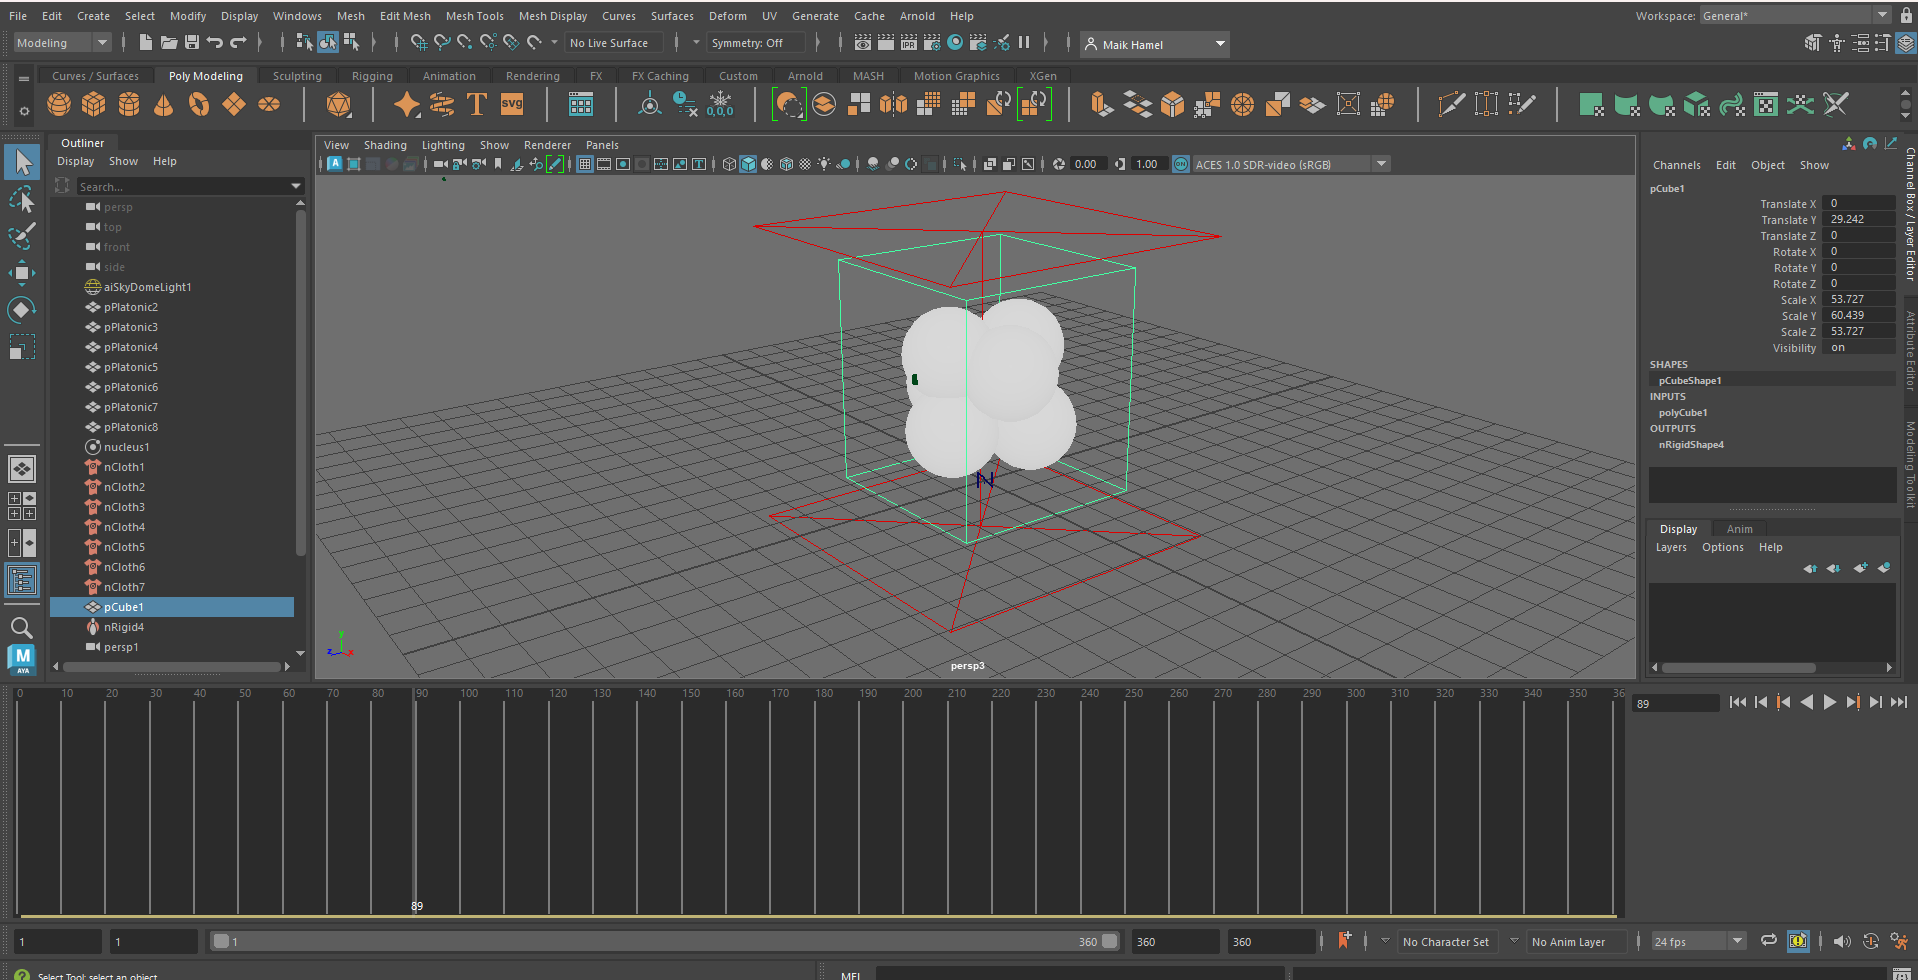 File Edit Create Select Modify Display Windows Mesh Edit Mesh Mesh Tools Mesh Display Curves Surfaces Deform UV Generate Cache Arnold Help Workspace: General*
Modeling No Live Surface Symmetry: Off Maik Hamel
Curves / Surfaces Poly Modeling Sculpting Rigging Animation Rendering FX FX Caching Custom Arnold MASH Motion Graphics XGen
T SVG 0,0,0
Outliner
Display Show Help
Search...
persp
top
front
side
aiSkyDomeLight1
pPlatonic2
pPlatonic3
pPlatonic4
pPlatonic5
pPlatonic6
pPlatonic7
pPlatonic8
nucleus1
nCloth1
nCloth2
nCloth3
nCloth4
nCloth5
nCloth6
nCloth7
pCube1
nRigid4
persp1
M
AYA
View Shading Lighting Show Renderer Panels
0.00 1.00 ON ACES 1.0 SDR-video (sRGB)
N
y
z x
persp3
Channels Edit Object Show
pCube1
Translate X 0
Translate Y 29.242
Translate Z 0
Rotate X 0
Rotate Y 0
Rotate Z 0
Scale X 53.727
Scale Y 60.439
Scale Z 53.727
Visibility on
SHAPES
pCubeShape1
INPUTS
polyCube1
OUTPUTS
nRigidShape4
Display Anim
Layers Options Help
Channel Box / Layer Editor
Attribute Editor
Modeling Toolkit
0 10 20 30 40 50 60 70 80 90 100 110 120 130 140 150 160 170 180 190 200 210 220 230 240 250 260 270 280 290 300 310 320 330 340 350 36
89
89
1 1 1 360 360 360 No Character Set No Anim Layer 24 fps
Select Tool: select an object MEL